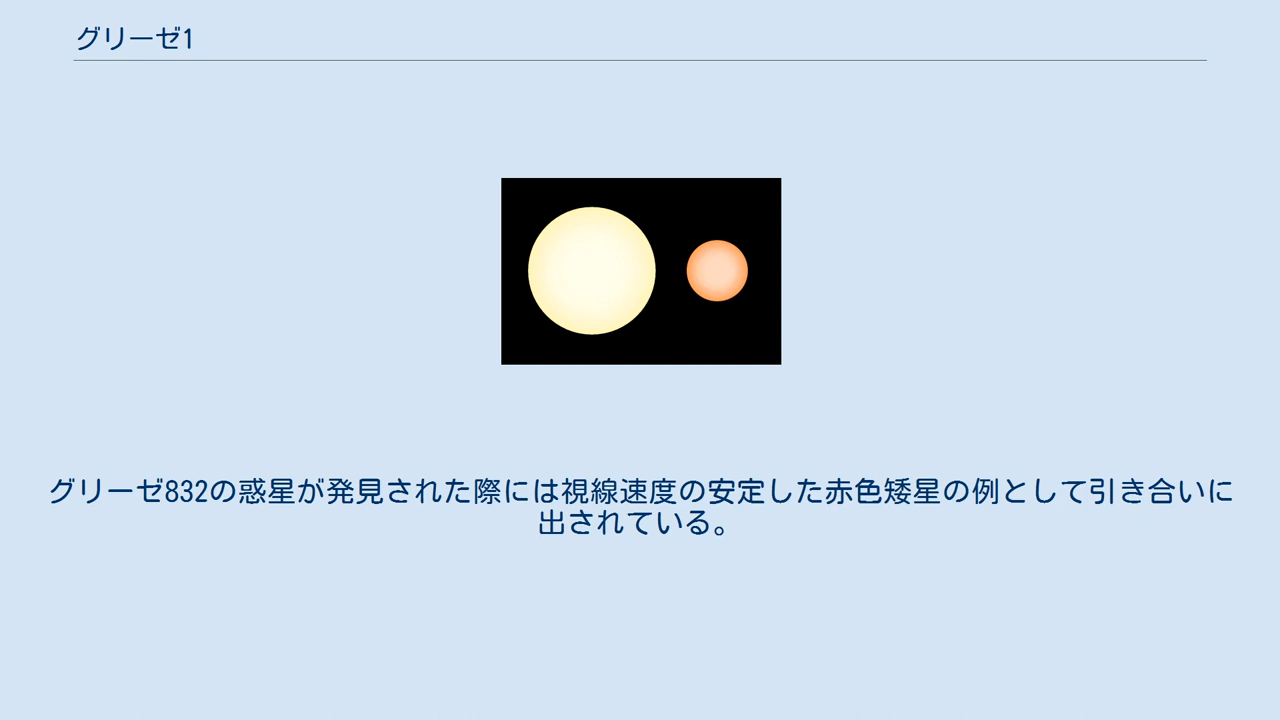 グリーゼ1
グリーゼ832の惑星が発見された際には視線速度の安定した赤色矮星の例として引き合いに
出されている。